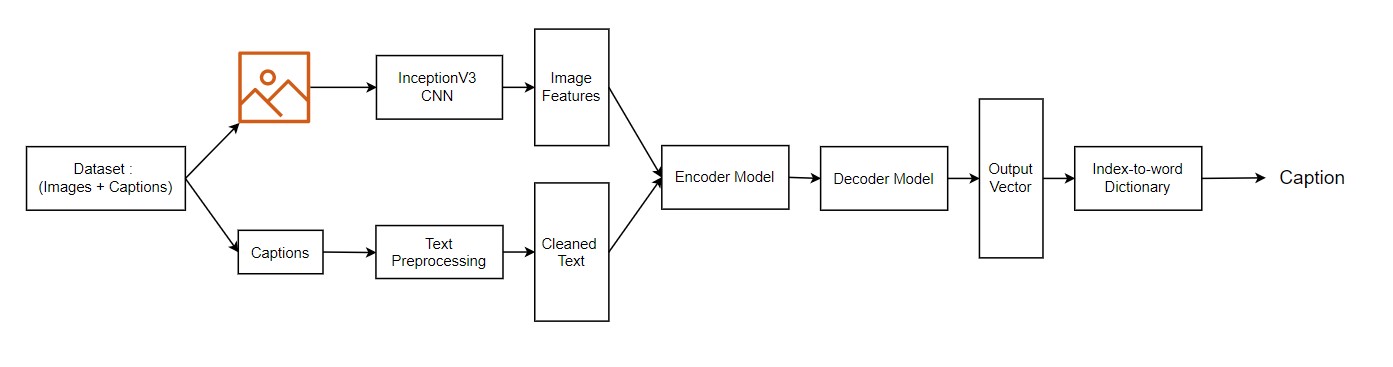 Dataset :
(Images + Captions)
InceptionV3
CNN
Image
Features
Captions
Text
Preprocessing
Cleaned
Text
Encoder Model
Decoder Model
Output
Vector
Index-to-word
Dictionary
Caption